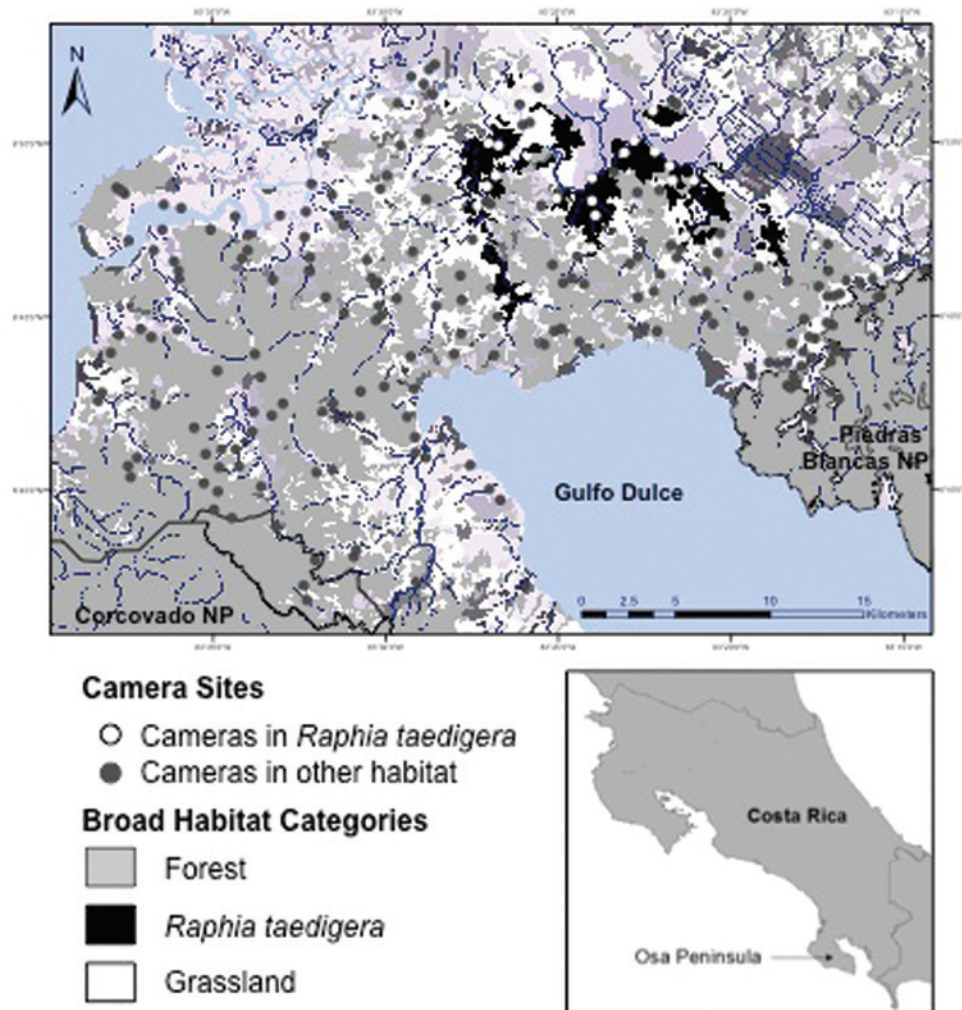 N
Piedras
Blancas NP
Gulfo Dulce
Corcovado NP
0 2.5 5 10 15
Kilometers
Camera Sites
Cameras in Raphia taedigera
Cameras in other habitat
Broad Habitat Categories
Forest
Raphia taedigera
Grassland
Costa Rica
Osa Peninsula